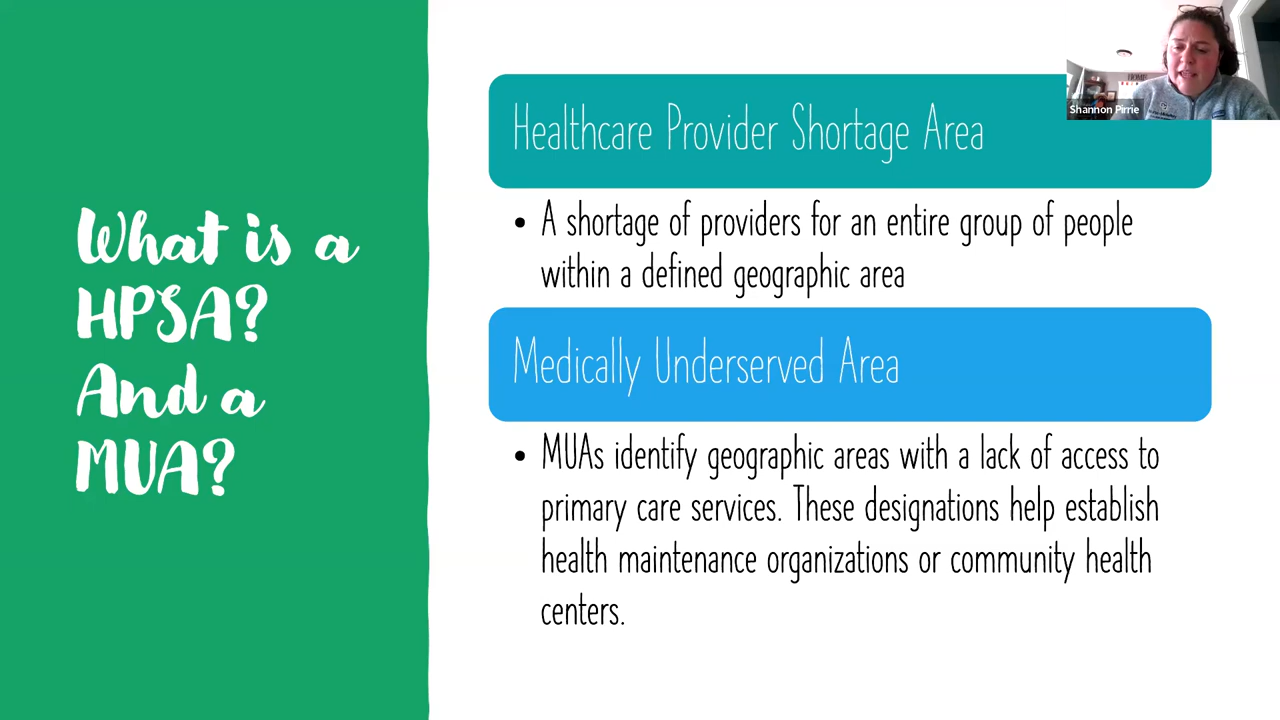 What is a
HPSA?
And a
MUA?
Healthcare Provider Shortage Area
• A shortage of providers for an entire group of people
within a defined geographic area
Medically Underserved Area
• MUAs identify geographic areas with a lack of access to
primary care services. These designations help establish
health maintenance organizations or community health
centers.
HOME
Shannon Pirrie